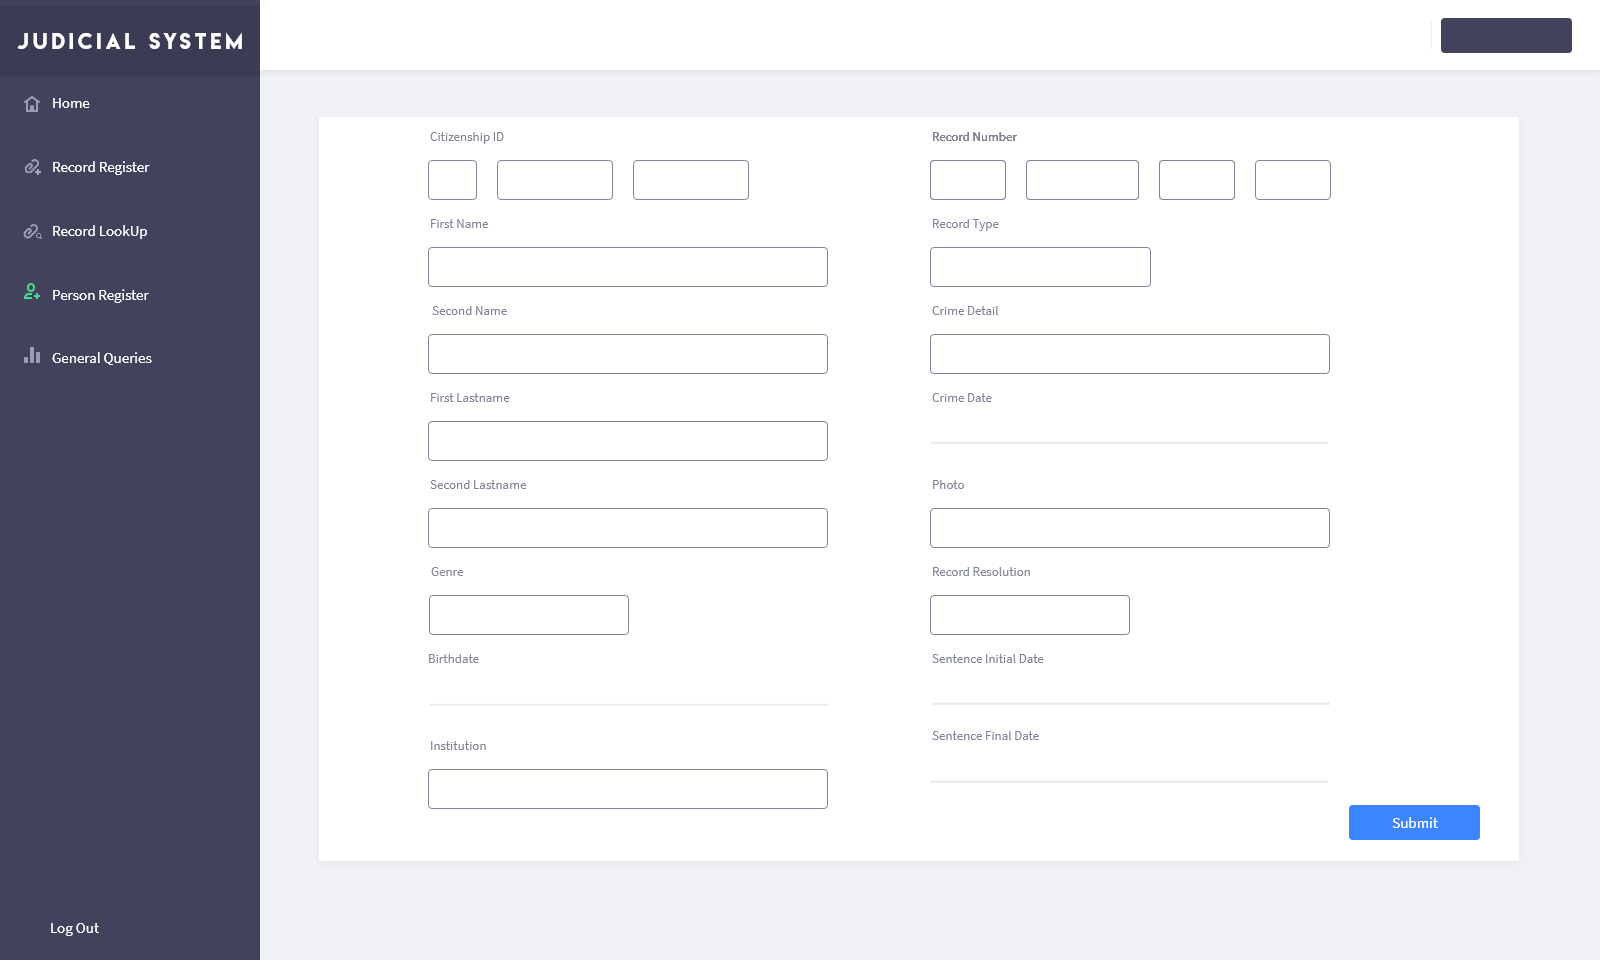 JUDICIAL SYSTEM
Home
Record Register
Record LookUp
Person Register
General Queries
Log Out
Citizenship ID
First Name
Second Name
First Lastname
Second Lastname
Genre
Birthdate
Institution
Record Number
Record Type
Crime Detail
Crime Date
Photo
Record Resolution
Sentence Initial Date
Sentence Final Date
Submit